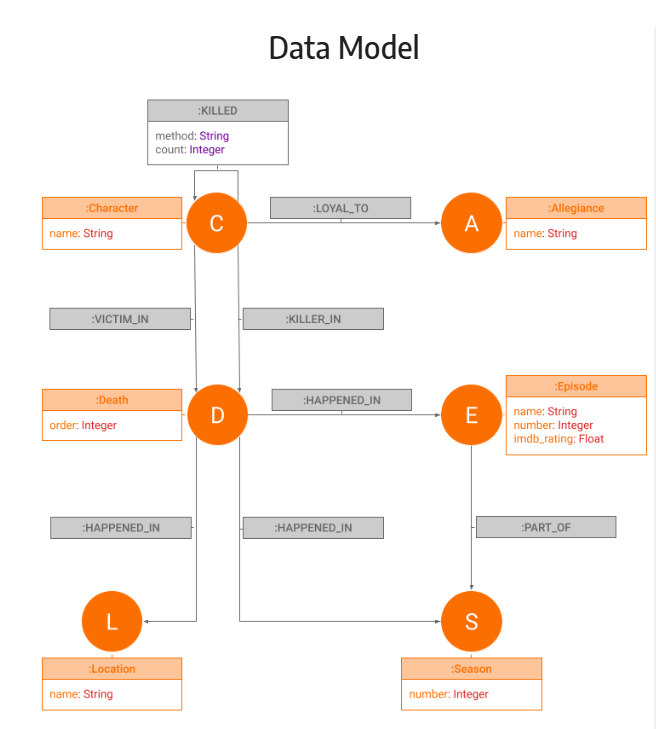 Data Model
:KILLED
method: String
count: Integer
:Character
name: String
C
:LOYAL_TO
A
:Allegiance
name: String
:VICTIM_IN
:KILLER_IN
:Death
order: Integer
D
:HAPPENED_IN
E
:Episode
name: String
number: Integer
imdb_rating: Float
:HAPPENED_IN
:HAPPENED_IN
:PART_OF
L
S
:Location
name: String
:Season
number: Integer